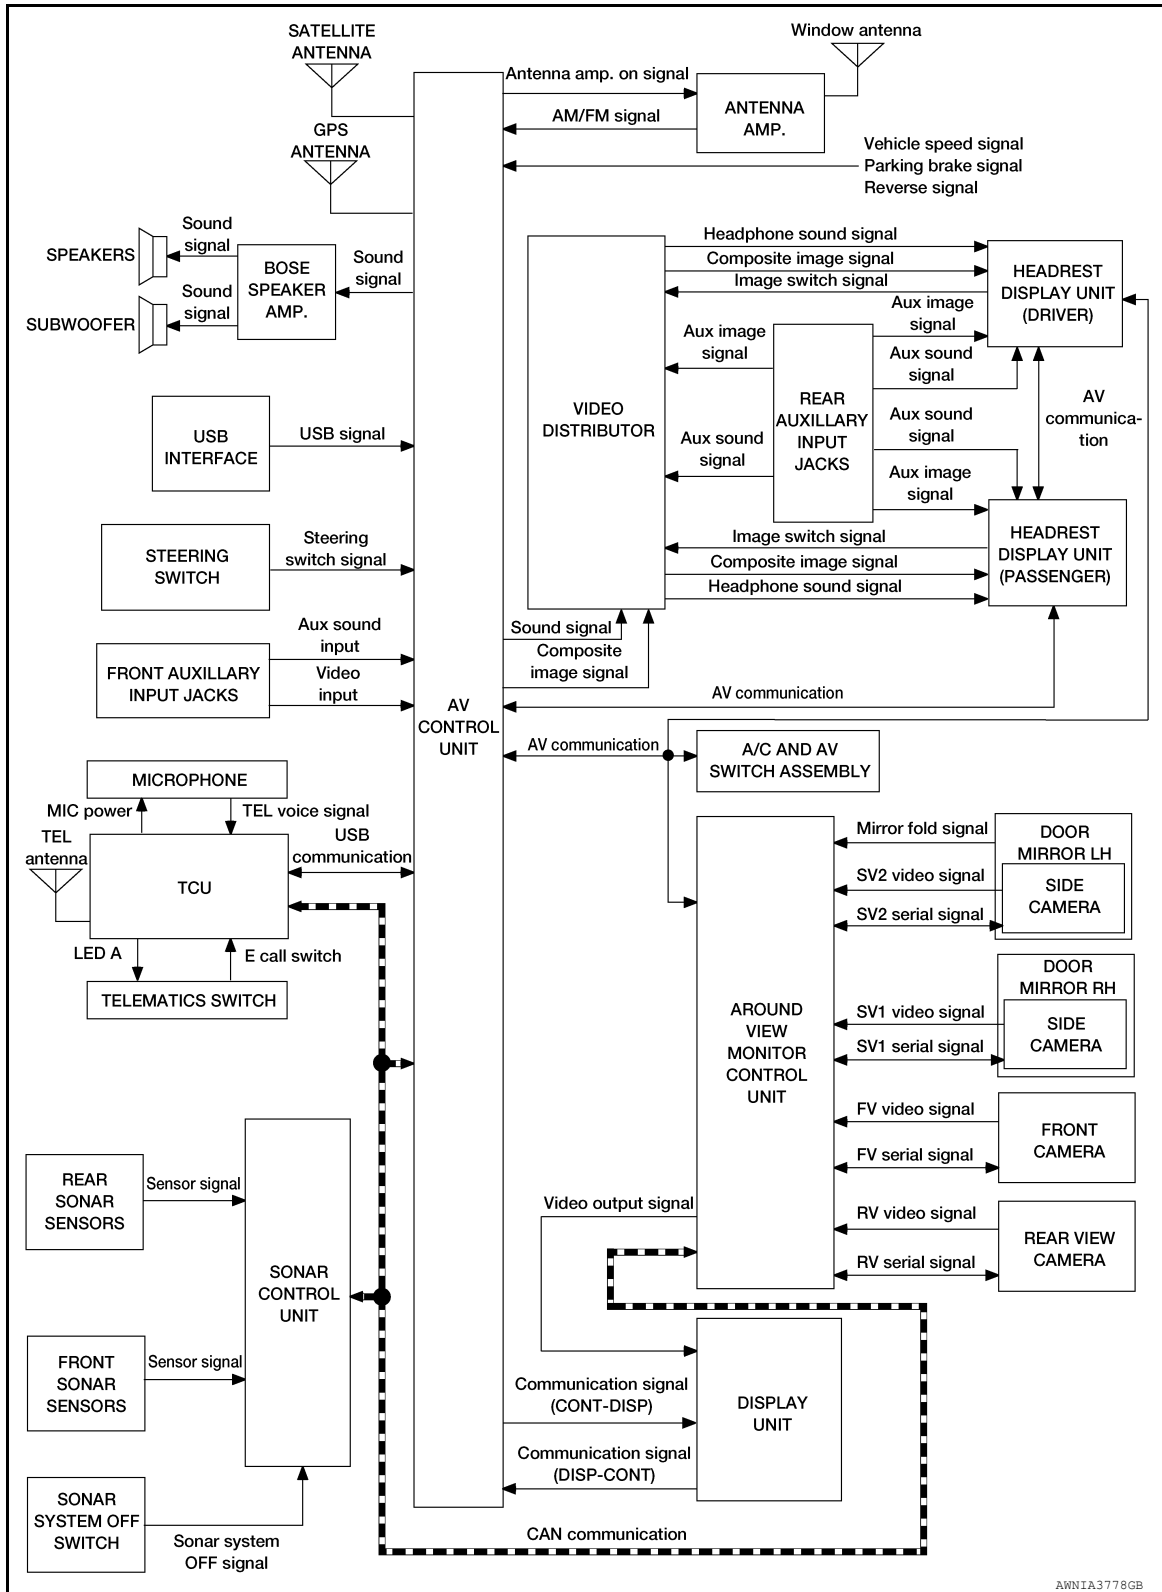 SATELLITE
ANTENNA
Window antenna
Antenna amp. on signal
ANTENNA
AMP.
AM/FM signal
GPS
ANTENNA
Vehicle speed signal
Parking brake signal
Reverse signal
SPEAKERS
Sound
signal
BOSE
SPEAKER
AMP.
Sound
signal
SUBWOOFER
Sound
signal
Headphone sound signal
Composite image signal
Image switch signal
HEADREST
DISPLAY UNIT
(DRIVER)
Aux image
signal
Aux image
signal
Aux sound
signal
VIDEO
DISTRIBUTOR
REAR
AUXILLARY
INPUT
JACKS
AV
communica-
tion
Aux sound
signal
Aux sound
signal
Aux image
signal
USB
INTERFACE
USB signal
STEERING
SWITCH
Steering
switch signal
Image switch signal
Composite image signal
Headphone sound signal
HEADREST
DISPLAY UNIT
(PASSENGER)
FRONT AUXILLARY
INPUT JACKS
Aux sound
input
Video
input
Sound signal
Composite
image signal
AV
CONTROL
UNIT
AV communication
AV communication
A/C AND AV
SWITCH ASSEMBLY
MICROPHONE
MIC power
TEL voice signal
TEL
antenna
TCU
USB
communication
LED A
E call switch
TELEMATICS SWITCH
Mirror fold signal
DOOR
MIRROR LH
SV2 video signal
SIDE
CAMERA
SV2 serial signal
DOOR
MIRROR RH
AROUND
VIEW
MONITOR
CONTROL
UNIT
SV1 video signal
SIDE
CAMERA
SV1 serial signal
FV video signal
FRONT
CAMERA
FV serial signal
RV video signal
REAR VIEW
CAMERA
RV serial signal
REAR
SONAR
SENSORS
Sensor signal
SONAR
CONTROL
UNIT
Video output signal
FRONT
SONAR
SENSORS
Sensor signal
Communication signal
(CONT-DISP)
DISPLAY
UNIT
Communication signal
(DISP-CONT)
SONAR
SYSTEM OFF
SWITCH
Sonar system
OFF signal
CAN communication
AWNIA3778GB